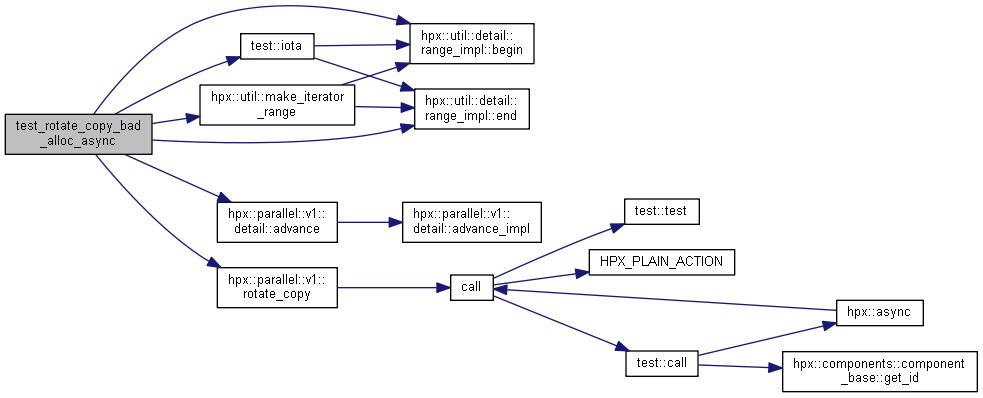 hpx::util::detail::
range_impl::begin
test::iota
hpx::util::make_iterator
_range
hpx::util::detail::
range_impl::end
test_rotate_copy_bad
_alloc_async
hpx::parallel::v1::
detail::advance
hpx::parallel::v1::
detail::advance_impl
hpx::parallel::v1::
rotate_copy
call
test::test
HPX_PLAIN_ACTION
hpx::async
test::call
hpx::components::component
_base::get_id